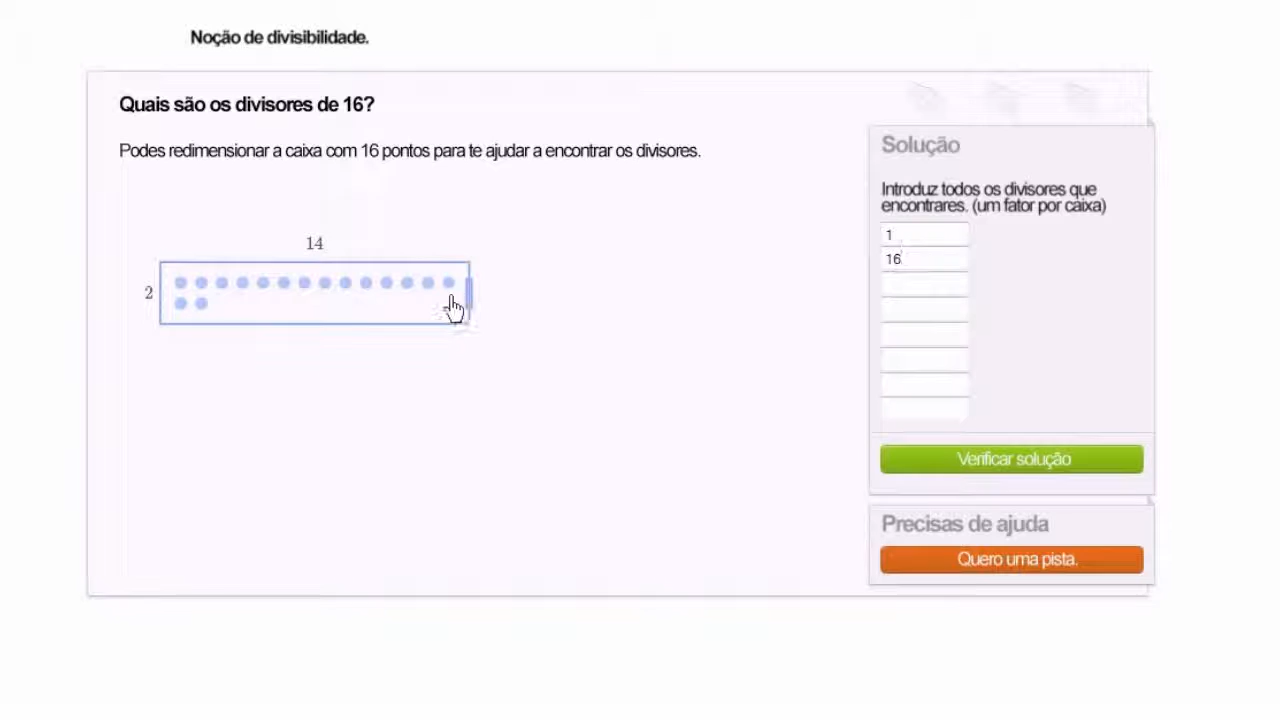 Noção de divisibilidade.
Quais são os divisores de 16?
Podes redimensionar a caixa com 16 pontos para te ajudar a encontrar os divisores.
14
2
Solução
Introduz todos os divisores que
encontrares. (um fator por caixa)
1
16
Verificar solução
Precisas de ajuda
Quero uma pista.